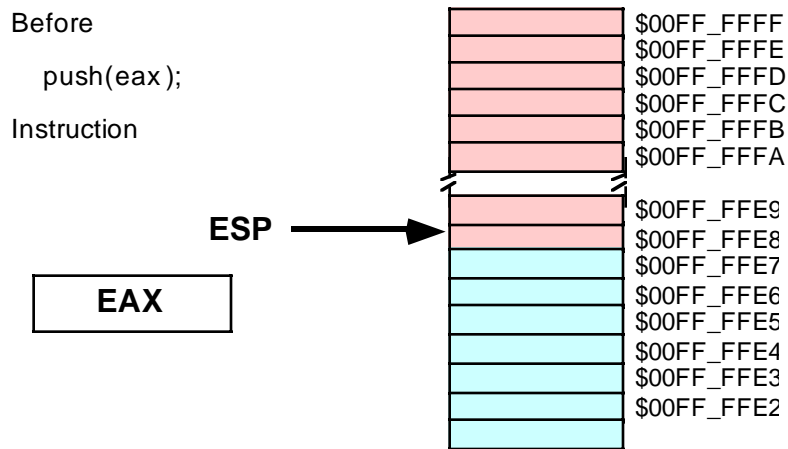 Before
push(eax);
Instruction
ESP
EAX
$00FF_FFFF
$00FF_FFFE
$00FF_FFFD
$00FF_FFFC
$00FF_FFFB
$00FF_FFFA
$00FF_FFE9
$00FF_FFE8
$00FF_FFE7
$00FF_FFE6
$00FF_FFE5
$00FF_FFE4
$00FF_FFE3
$00FF_FFE2